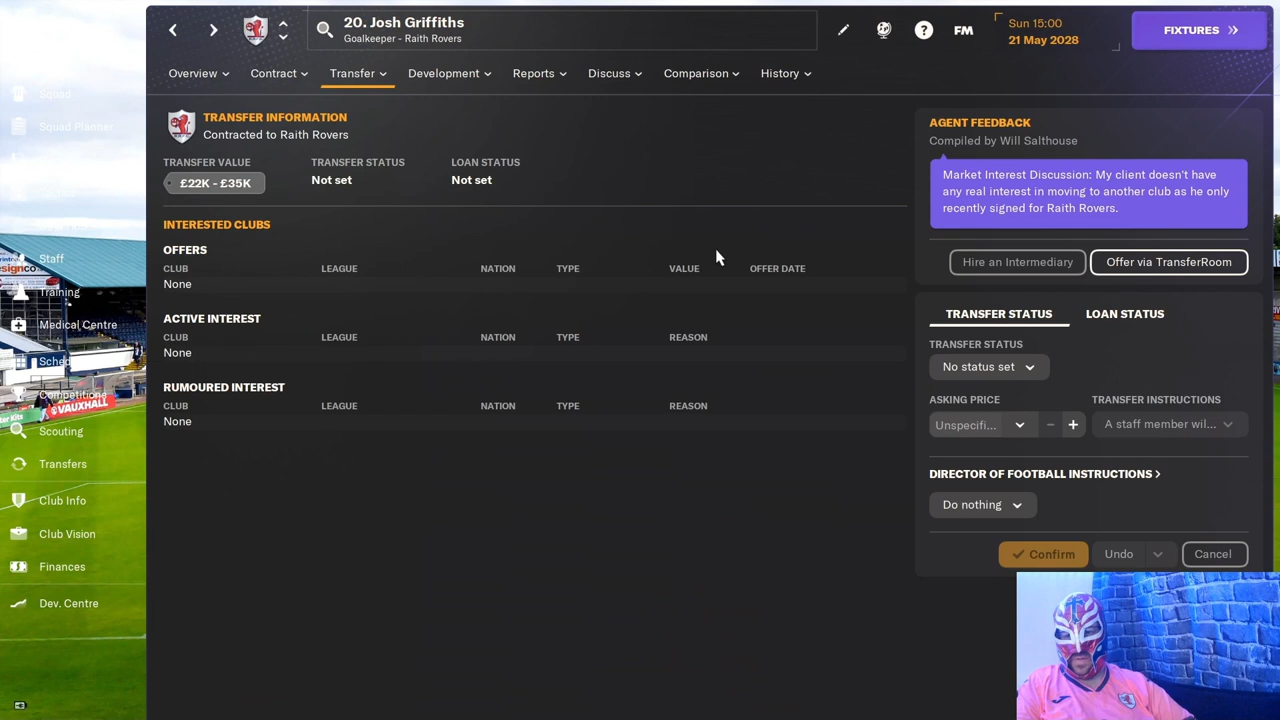 20. Josh Griffiths
Goalkeeper - Raith Rovers
FM
Sun 15:00
21 May 2028
FIXTURES
Overview
Contract
Transfer
Development
Reports
Discuss
Comparison
History
Squad
Squad Planner
Staff
Training
Medical Centre
Sched
Competitions
Scouting
Transfers
Club Info
Club Vision
Finances
Dev. Centre
TRANSFER INFORMATION
Contracted to Raith Rovers
TRANSFER VALUE
TRANSFER STATUS
LOAN STATUS
£22K - £35K
Not set
Not set
INTERESTED CLUBS
OFFERS
CLUB LEAGUE NATION TYPE VALUE OFFER DATE
None
ACTIVE INTEREST
CLUB LEAGUE NATION TYPE REASON
None
RUMOURED INTEREST
CLUB LEAGUE NATION TYPE REASON
None
AGENT FEEDBACK
Compiled by Will Salthouse
Market Interest Discussion: My client doesn't have
any real interest in moving to another club as he only
recently signed for Raith Rovers.
Hire an Intermediary
Offer via TransferRoom
TRANSFER STATUS
LOAN STATUS
TRANSFER STATUS
No status set
ASKING PRICE
TRANSFER INSTRUCTIONS
Unspecifi...
A staff member wil...
DIRECTOR OF FOOTBALL INSTRUCTIONS >
Do nothing
Confirm
Undo
Cancel
VAUXHALL